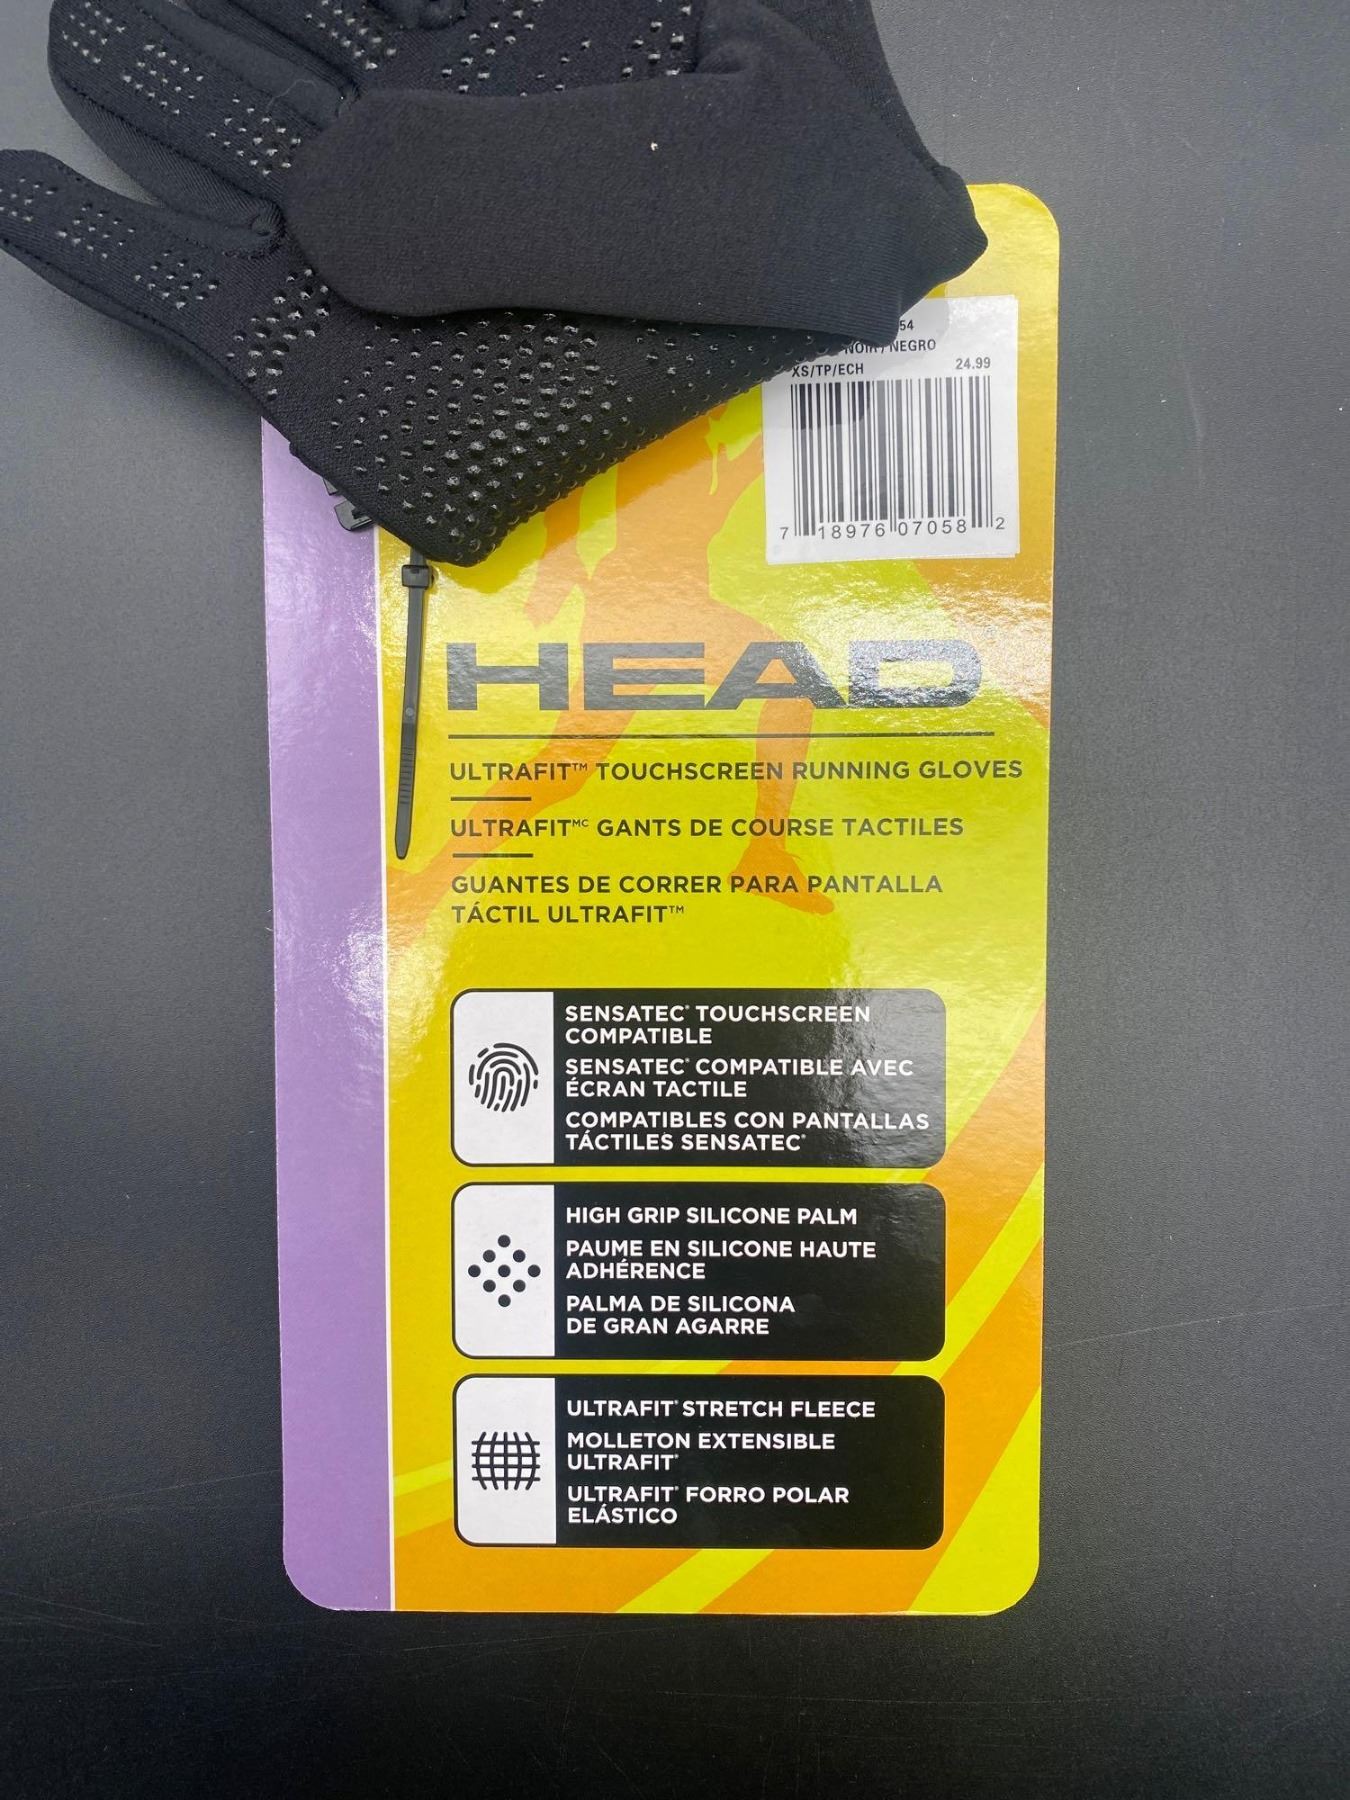 54
NOIR / NEGRO
XS/TP/ECH 24.99
7 18976 07058 2
HEAD®
ULTRAFIT™ TOUCHSCREEN RUNNING GLOVES
ULTRAFITᴹᶜ GANTS DE COURSE TACTILES
GUANTES DE CORRER PARA PANTALLA
TÁCTIL ULTRAFIT™
SENSATEC® TOUCHSCREEN
COMPATIBLE
SENSATEC® COMPATIBLE AVEC
ÉCRAN TACTILE
COMPATIBLES CON PANTALLAS
TÁCTILES SENSATEC®
HIGH GRIP SILICONE PALM
PAUME EN SILICONE HAUTE
ADHÉRENCE
PALMA DE SILICONA
DE GRAN AGARRE
ULTRAFIT® STRETCH FLEECE
MOLLETON EXTENSIBLE
ULTRAFIT®
ULTRAFIT® FORRO POLAR
ELÁSTICO